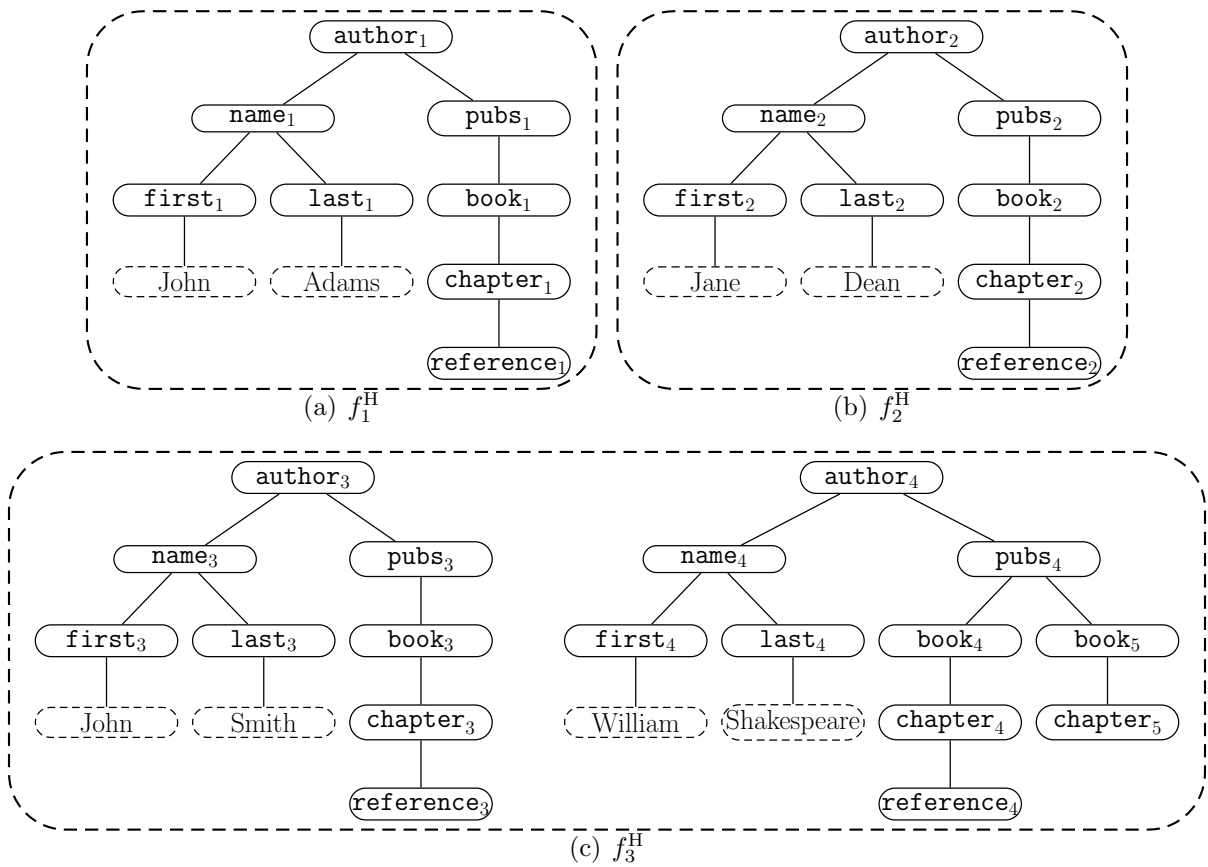 author₁ author₂
name₁ pubs₁ name₂ pubs₂
first₁ last₁ book₁ first₂ last₂ book₂
John Adams chapter₁ Jane Dean chapter₂
reference₁ reference₂
(a) f₁ᴴ (b) f₂ᴴ
author₃ author₄
name₃ pubs₃ name₄ pubs₄
first₃ last₃ book₃ first₄ last₄ book₄ book₅
John Smith chapter₃ William Shakespeare chapter₄ chapter₅
reference₃ reference₄
(c) f₃ᴴ